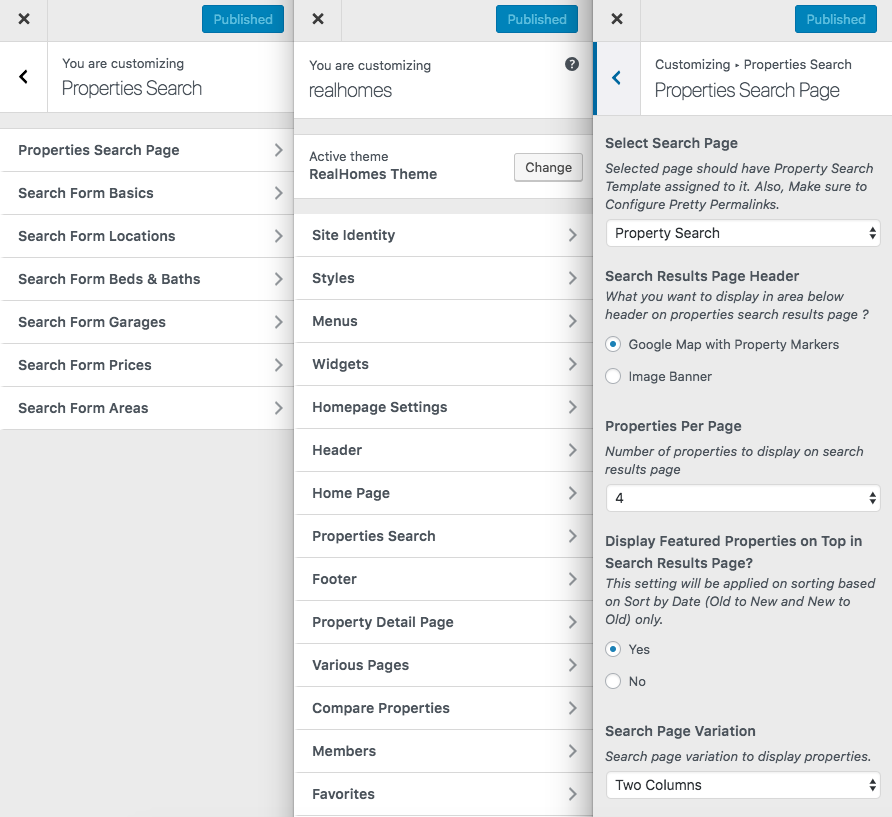 Published
You are customizing
Properties Search
Properties Search Page
Search Form Basics
Search Form Locations
Search Form Beds & Baths
Search Form Garages
Search Form Prices
Search Form Areas
Published
You are customizing
?
realhomes
Active theme
RealHomes Theme
Change
Site Identity
Styles
Menus
Widgets
Homepage Settings
Header
Home Page
Properties Search
Footer
Property Detail Page
Various Pages
Compare Properties
Members
Favorites
Published
Customizing ▸ Properties Search
Properties Search Page
Select Search Page
Selected page should have Property Search
Template assigned to it. Also, Make sure to
Configure Pretty Permalinks.
Property Search
Search Results Page Header
What you want to display in area below
header on properties search results page ?
Google Map with Property Markers
Image Banner
Properties Per Page
Number of properties to display on search
results page
4
Display Featured Properties on Top in
Search Results Page?
This setting will be applied on sorting based
on Sort by Date (Old to New and New to
Old) only.
Yes
No
Search Page Variation
Search page variation to display properties.
Two Columns